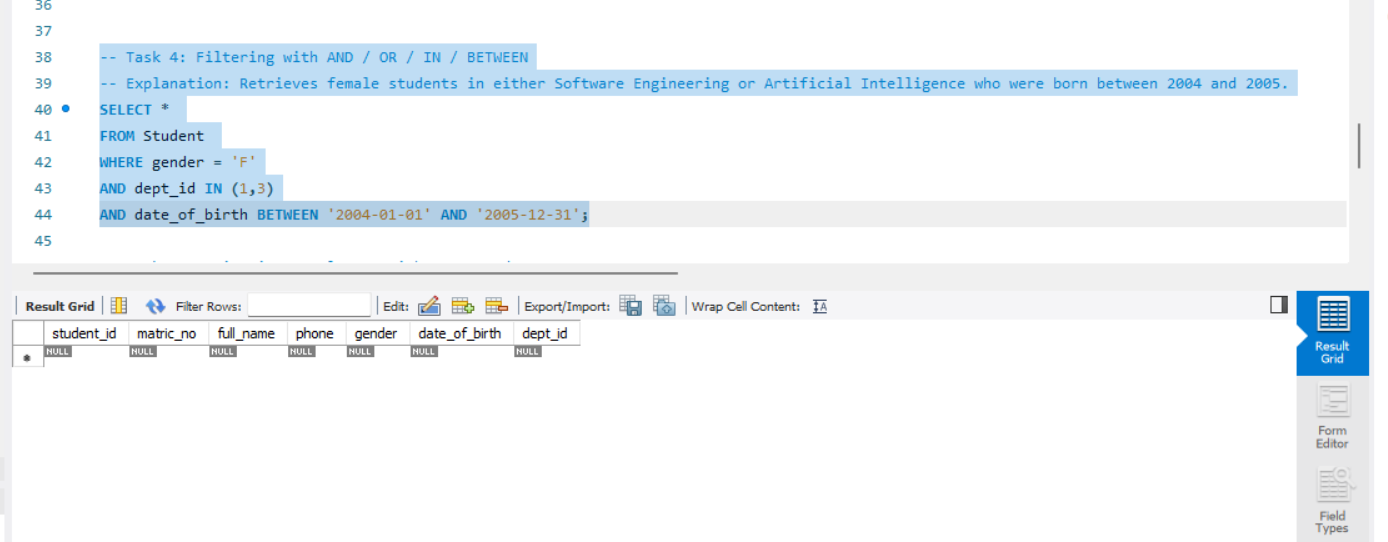 36
37
38 -- Task 4: Filtering with AND / OR / IN / BETWEEN
39 -- Explanation: Retrieves female students in either Software Engineering or Artificial Intelligence who were born between 2004 and 2005.
40 SELECT *
41 FROM Student
42 WHERE gender = 'F'
43 AND dept_id IN (1,3)
44 AND date_of_birth BETWEEN '2004-01-01' AND '2005-12-31';
45
Result Grid Filter Rows: Edit: Export/Import: Wrap Cell Content: IA
student_id matric_no full_name phone gender date_of_birth dept_id
* NULL NULL NULL NULL NULL NULL NULL
Result
Grid
Form
Editor
Field
Types